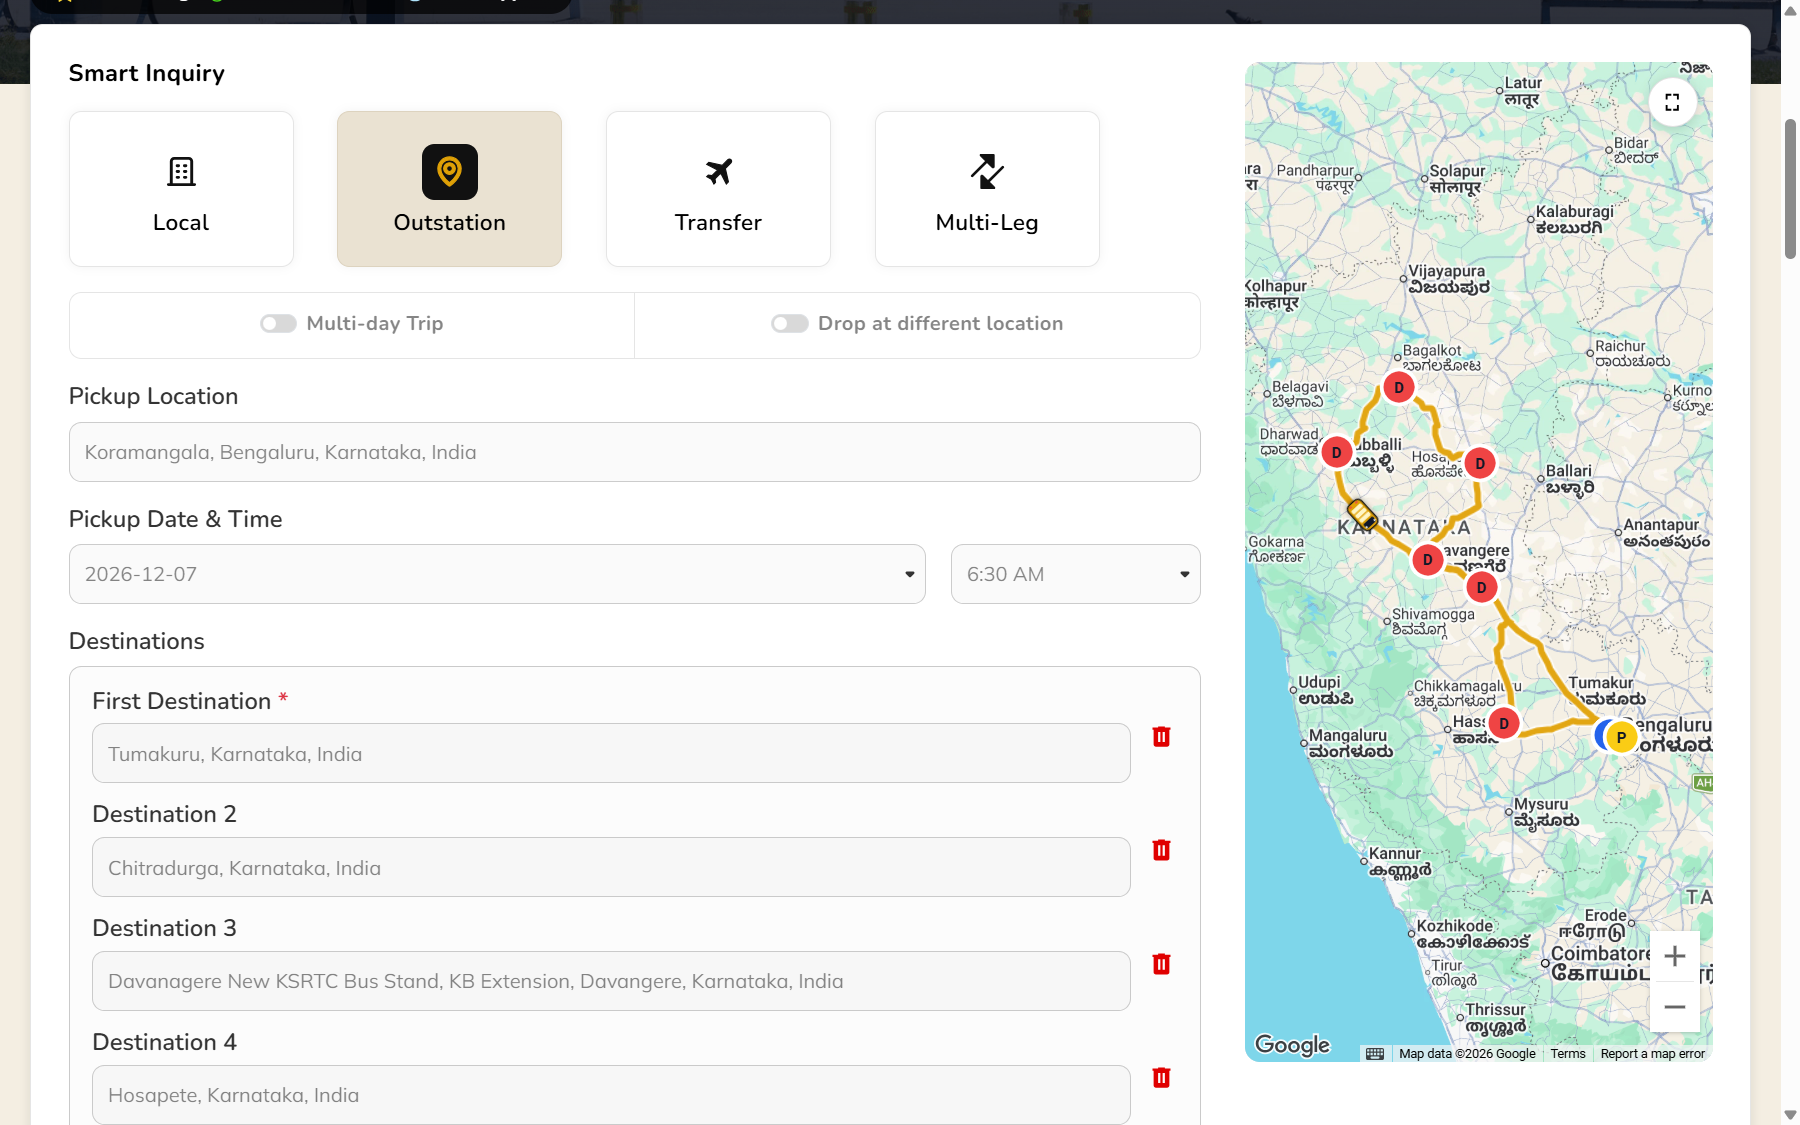 Smart Inquiry
Local
Outstation
Transfer
Multi-Leg
Multi-day Trip
Drop at different location
Pickup Location
Koramangala, Bengaluru, Karnataka, India
Pickup Date & Time
2026-12-07
6:30 AM
Destinations
First Destination *
Tumakuru, Karnataka, India
Destination 2
Chitradurga, Karnataka, India
Destination 3
Davanagere New KSRTC Bus Stand, KB Extension, Davangere, Karnataka, India
Destination 4
Hosapete, Karnataka, India
Latur
लातूर
Bidar
ಬೀದರ್
Pandharpur
पंढरपूर
Solapur
सोलापूर
Kalaburagi
ಕಲಬುರಗಿ
Vijayapura
ವಿಜಯಪುರ
Kolhapur
कोल्हापूर
Raichur
ರಾಯಚೂರು
Bagalkot
ಬಾಗಲಕೋಟ
Belagavi
ಬೆಳಗಾವಿ
D
Dharwad
ಧಾರವಾಡ
D
D
Ballari
ಬಳ್ಳಾರಿ
Anantapur
అనంతపురం
Gokarna
ಗೋಕರ್ಣ
D
D
Shivamogga
ಶಿವಮೊಗ್ಗ
Udupi
ಉಡುಪಿ
Tumakur
Chikkamagaluru
ಚಿಕ್ಕಮಗಳೂರ
D
P
Mangaluru
ಮಂಗಳೂರು
Mysuru
ಮೈಸೂರು
Kannur
കണ്ണൂർ
Kozhikode
കോഴിക്കോട്
Erode
ஈரோடு
Coimbatore
Tirur
തിരൂർ
Thrissur
തൃശ്ശൂർ
Google
Map data ©2026 Google
Terms
Report a map error